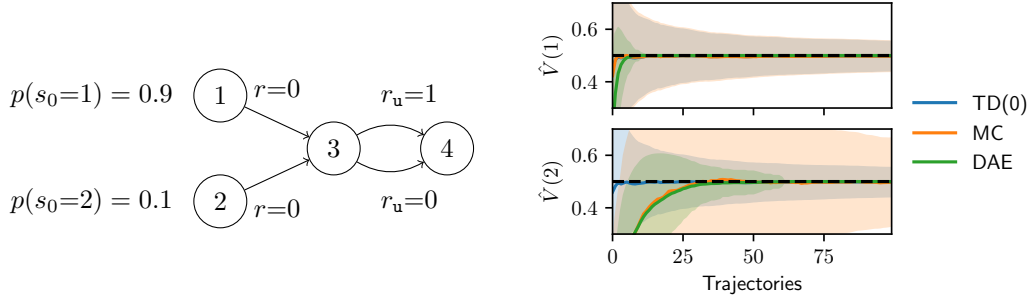 p(s₀=1) = 0.9
1
r=0
r_u=1
3
4
p(s₀=2) = 0.1
2
r=0
r_u=0
V̂(1)
0.6
0.4
V̂(2)
0.6
0.4
0
25
50
75
Trajectories
TD(0)
MC
DAE